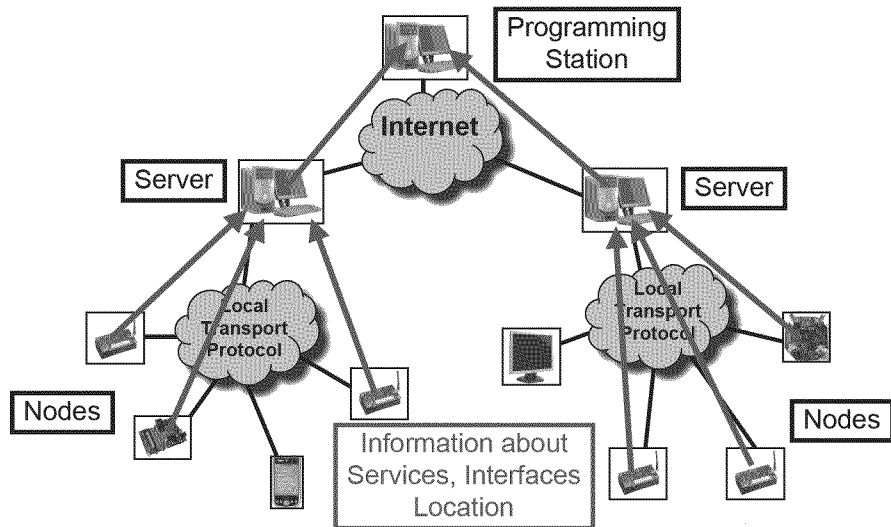 Programming
Station
Internet
Server
Server
Local
Transport
Protocol
Local
Transport
Protocol
Nodes
Nodes
Information about
Services, Interfaces
Location